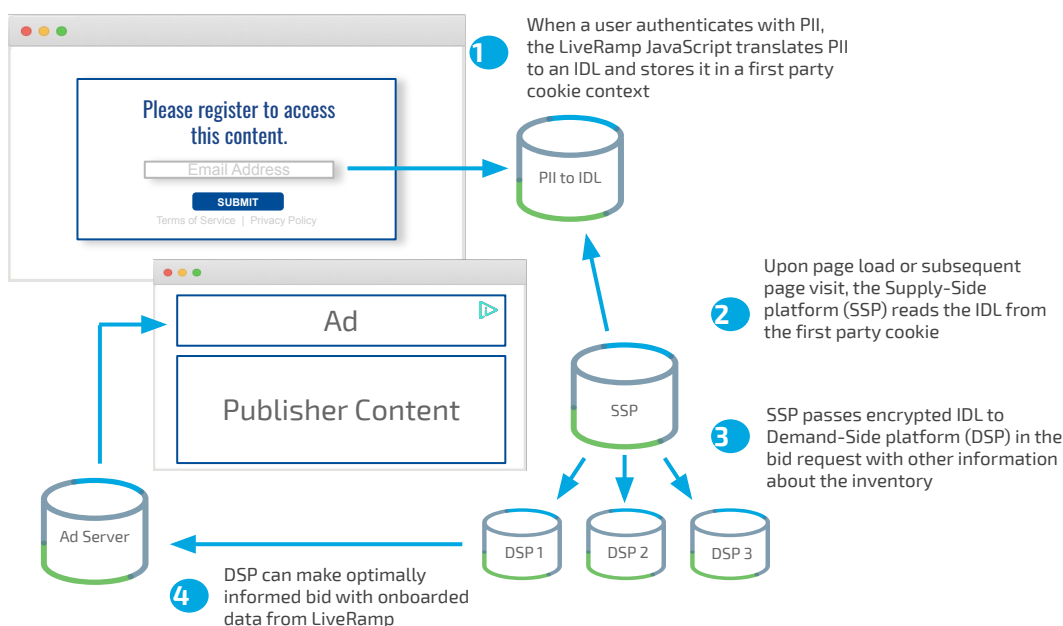 1
When a user authenticates with PII,
the LiveRamp JavaScript translates PII
to an IDL and stores it in a first party
cookie context
Please register to access
this content.
Email Address
SUBMIT
Terms of Service | Privacy Policy
PII to IDL
2
Upon page load or subsequent
page visit, the Supply-Side
platform (SSP) reads the IDL from
the first party cookie
Ad
Publisher Content
SSP
3
SSP passes encrypted IDL to
Demand-Side platform (DSP) in the
bid request with other information
about the inventory
Ad Server
DSP 1
DSP 2
DSP 3
4
DSP can make optimally
informed bid with onboarded
data from LiveRamp